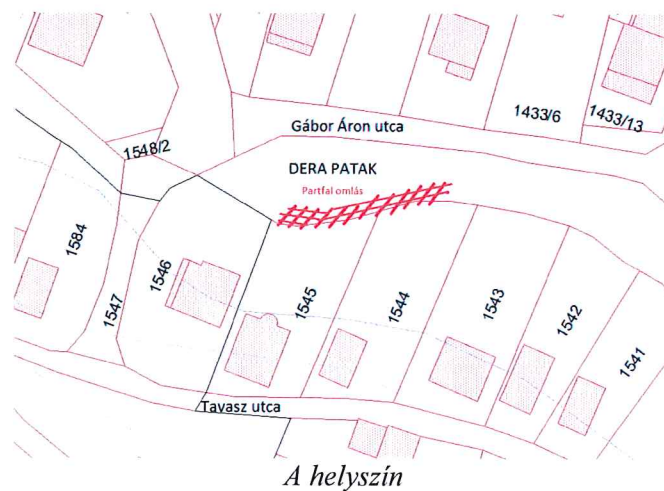 1433/6
1433/13
Gábor Áron utca
1548/2
DERA PATAK
Partfal omlás
1584
1547
1546
1545
1544
1543
1542
1541
Tavasz utca
A helyszín